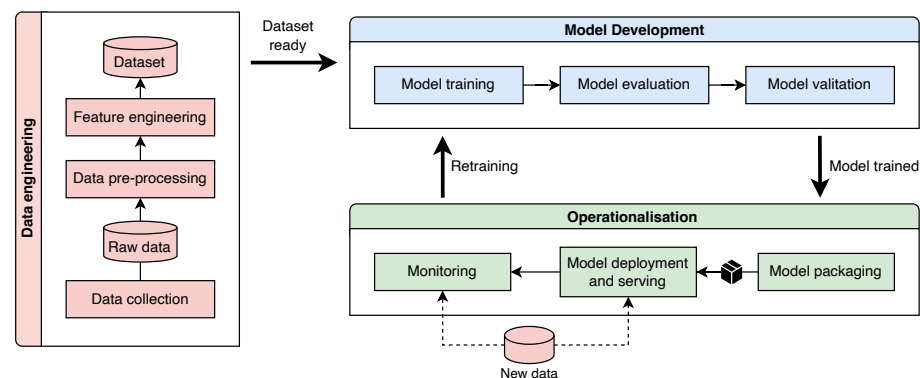 Data engineering
Dataset
Feature engineering
Data pre-processing
Raw data
Data collection
Dataset
ready
Model Development
Model training
Model evaluation
Model valitation
Retraining
Model trained
Operationalisation
Monitoring
Model deployment
and serving
Model packaging
New data